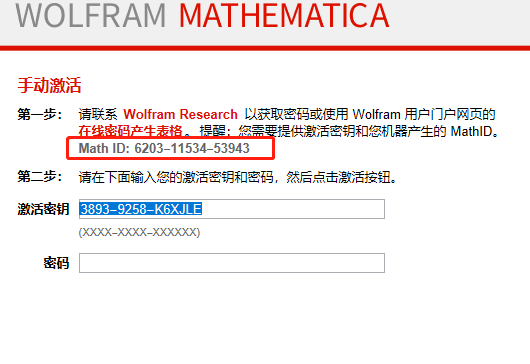 WOLFRAM MATHEMATICA
手动激活
第一步： 请联系 Wolfram Research 以获取密码或使用 Wolfram 用户门户网页的
在线密码产生表格。 提醒：您需要提供激活密钥和您机器产生的 MathID。
Math ID: 6203-11534-53943
第二步： 请在下面输入您的激活密钥和密码，然后点击激活按钮。
激活密钥 3893-9258-K6XJLE
(XXXX-XXXX-XXXXXX)
密码